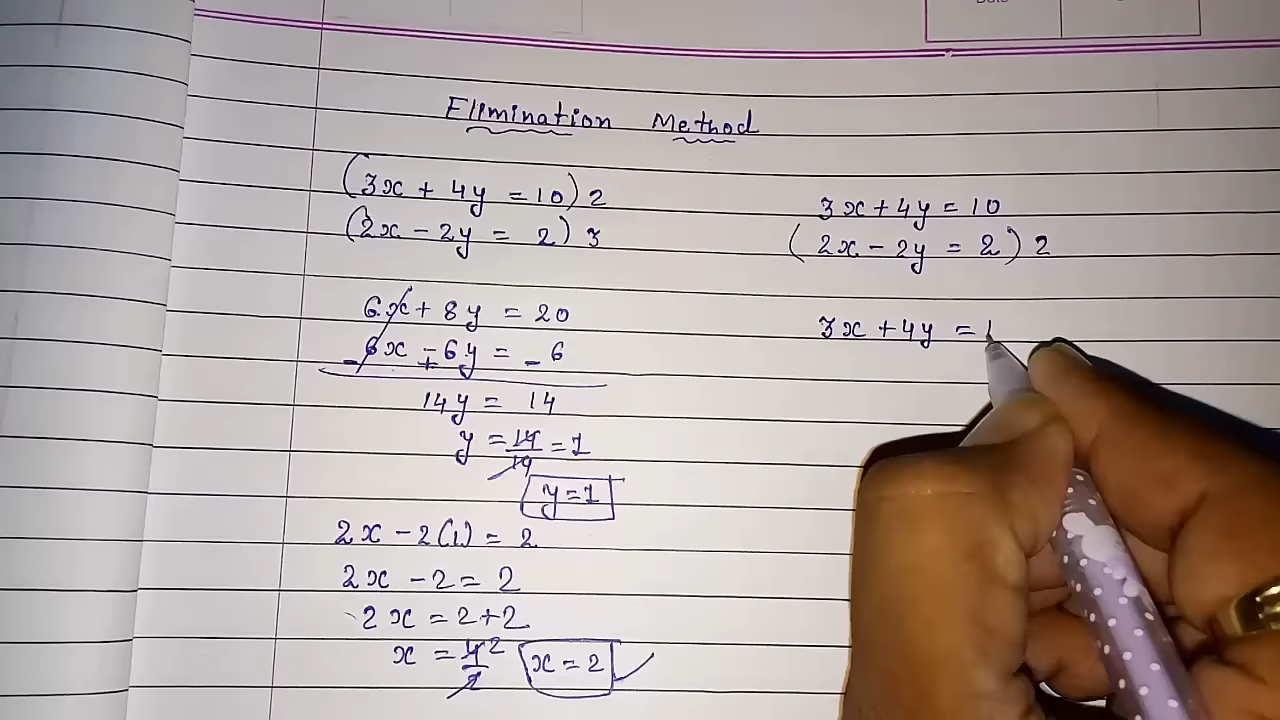 Elimination Method
(3x + 4y = 10) 2
(2x - 2y = 2) 3
6x + 8y = 20
- 6x - + 6y = - 6
14y = 14
y = 14/14 = 1
y = 1
2x - 2(1) = 2
2x - 2 = 2
2x = 2 + 2
x = 4/2 2 x = 2
3x + 4y = 10
(2x - 2y = 2) 2
3x + 4y = 1